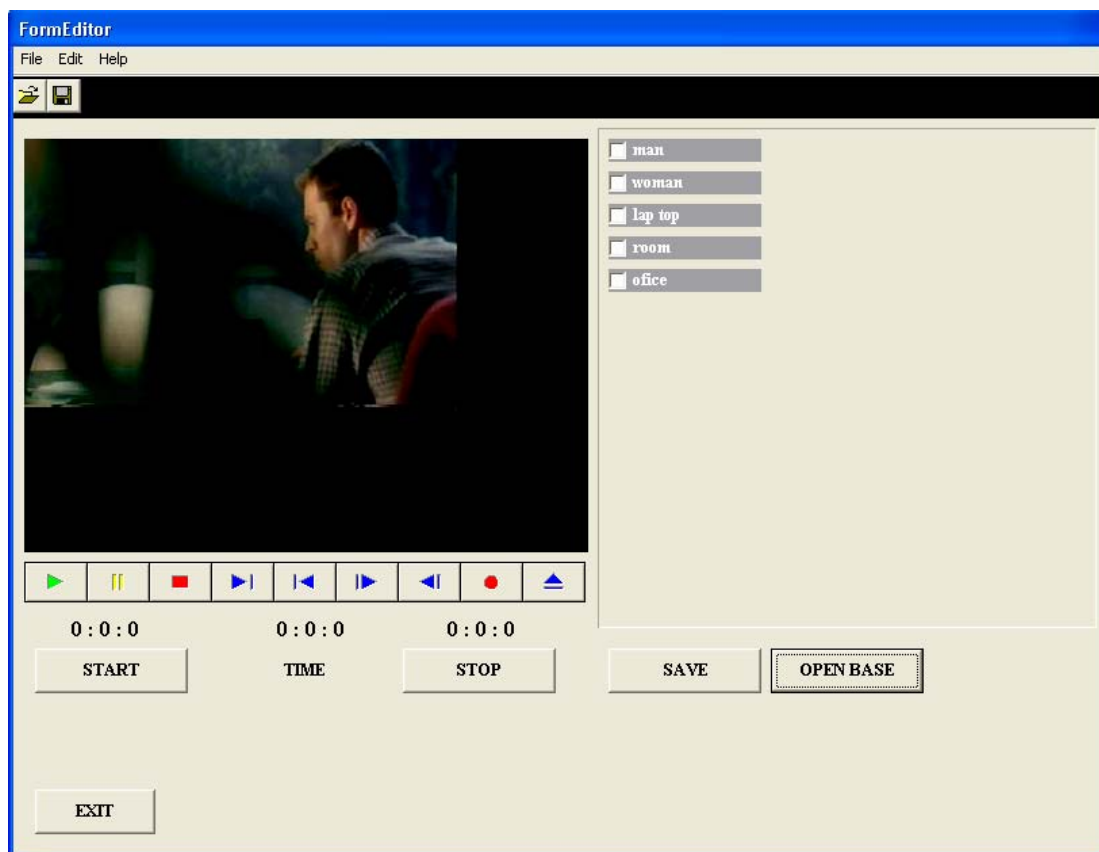 FormEditor
File Edit Help
man
woman
lap top
room
ofice
0 : 0 : 0 0 : 0 : 0 0 : 0 : 0
START TIME STOP SAVE OPEN BASE
EXIT